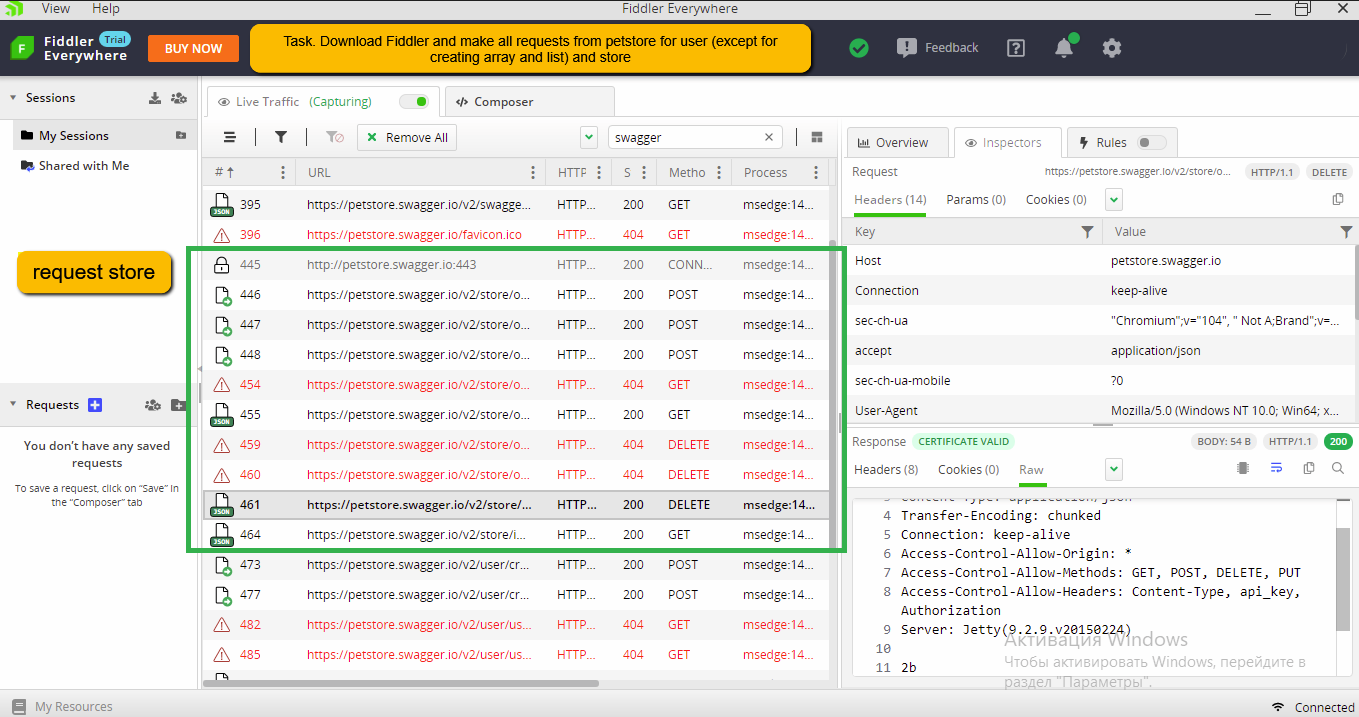 View Help
Fiddler Everywhere
Fiddler Trial
Everywhere
BUY NOW
Task. Download Fiddler and make all requests from petstore for user (except for
creating array and list) and store
Feedback
Sessions
My Sessions
Shared with Me
request store
Requests
You don’t have any saved
requests
To save a request, click on “Save” in
the “Composer” tab
Live Traffic (Capturing)
Composer
Remove All
swagger
# URL HTTP S Metho Process
395 https://petstore.swagger.io/v2/swagge... HTTP... 200 GET msedge:14...
396 https://petstore.swagger.io/favicon.ico HTTP... 404 GET msedge:14...
445 http://petstore.swagger.io:443 HTTP... 200 CONN... msedge:14...
446 https://petstore.swagger.io/v2/store/o... HTTP... 200 POST msedge:14...
447 https://petstore.swagger.io/v2/store/o... HTTP... 200 POST msedge:14...
448 https://petstore.swagger.io/v2/store/o... HTTP... 200 POST msedge:14...
454 https://petstore.swagger.io/v2/store/o... HTTP... 404 GET msedge:14...
JSON 455 https://petstore.swagger.io/v2/store/o... HTTP... 200 GET msedge:14...
459 https://petstore.swagger.io/v2/store/o... HTTP... 404 DELETE msedge:14...
460 https://petstore.swagger.io/v2/store/o... HTTP... 404 DELETE msedge:14...
JSON 461 https://petstore.swagger.io/v2/store/... HTTP... 200 DELETE msedge:14...
JSON 464 https://petstore.swagger.io/v2/store/i... HTTP... 200 GET msedge:14...
473 https://petstore.swagger.io/v2/user/cr... HTTP... 200 POST msedge:14...
477 https://petstore.swagger.io/v2/user/cr... HTTP... 200 POST msedge:14...
482 https://petstore.swagger.io/v2/user/us... HTTP... 404 GET msedge:14...
485 https://petstore.swagger.io/v2/user/us... HTTP... 404 GET msedge:14...
Overview
Inspectors
Rules
Request https://petstore.swagger.io/v2/store/o... HTTP/1.1 DELETE
Headers (14) Params (0) Cookies (0)
Key Value
Host petstore.swagger.io
Connection keep-alive
sec-ch-ua "Chromium";v="104", " Not A;Brand";v=...
accept application/json
sec-ch-ua-mobile ?0
User-Agent Mozilla/5.0 (Windows NT 10.0; Win64; x...
Response CERTIFICATE VALID BODY: 54 B HTTP/1.1 200
Headers (8) Cookies (0) Raw
3 Content-Type: application/json
4 Transfer-Encoding: chunked
5 Connection: keep-alive
6 Access-Control-Allow-Origin: *
7 Access-Control-Allow-Methods: GET, POST, DELETE, PUT
8 Access-Control-Allow-Headers: Content-Type, api_key,
Authorization
9 Server: Jetty(9.2.9.v20150224)
10
11 2b
Активация Windows
Чтобы активировать Windows, перейдите в
раздел "Параметры".
My Resources
Connected